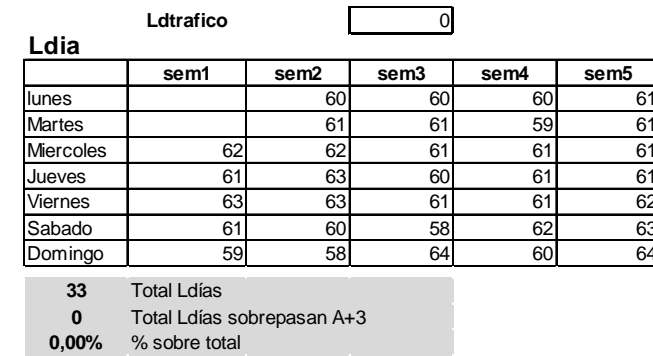 Ldtrafico 0
Ldia
sem1 sem2 sem3 sem4 sem5
lunes 60 60 60 61
Martes 61 61 59 61
Miercoles 62 62 61 61 61
Jueves 61 63 60 61 61
Viernes 63 63 61 61 62
Sabado 61 60 58 62 63
Domingo 59 58 64 60 64
33 Total Ldías
0 Total Ldías sobrepasan A+3
0,00% % sobre total